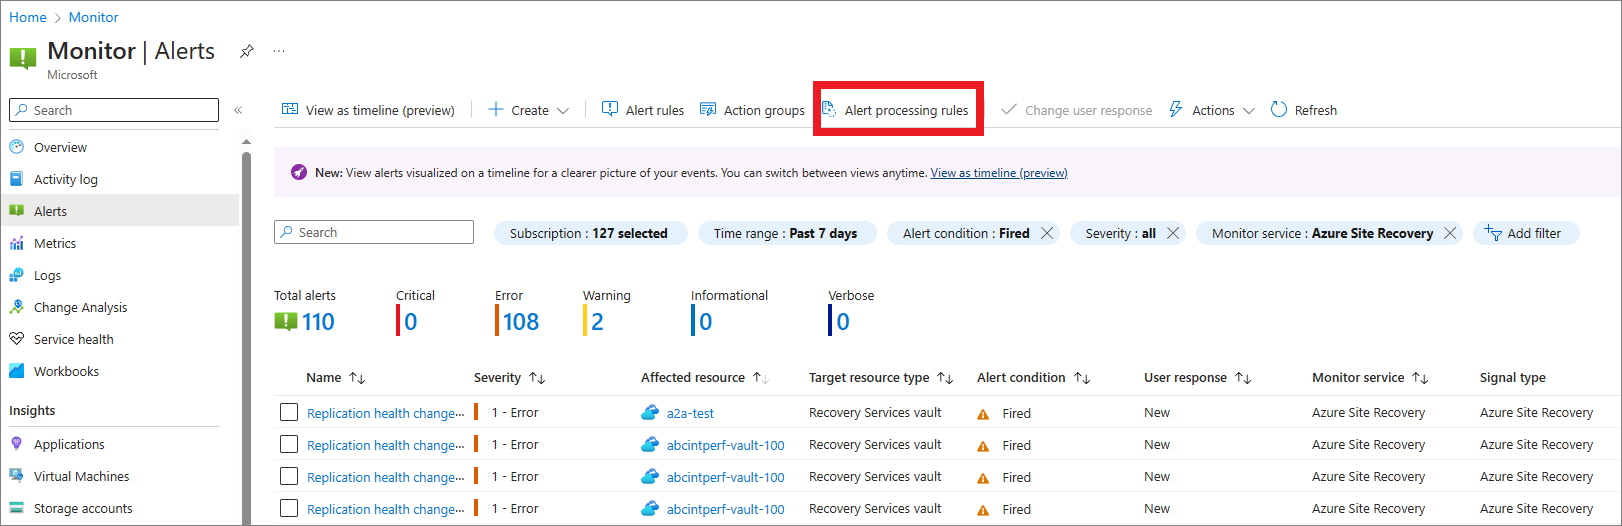 Home > Monitor
Monitor | Alerts ...
Microsoft
Search «
Overview
Activity log
Alerts
Metrics
Logs
Change Analysis
Service health
Workbooks
Insights
Applications
Virtual Machines
Storage accounts
View as timeline (preview) Create Alert rules Action groups Alert processing rules Change user response Actions Refresh
New: View alerts visualized on a timeline for a clearer picture of your events. You can switch between views anytime. View as timeline (preview)
Search Subscription : 127 selected Time range : Past 7 days Alert condition : Fired Severity : all Monitor service : Azure Site Recovery Add filter
Total alerts Critical Error Warning Informational Verbose
110 0 108 2 0 0
Name ↑↓ Severity ↑↓ Affected resource ↑↓ Target resource type ↑↓ Alert condition ↑↓ User response ↑↓ Monitor service ↑↓ Signal type
Replication health change... 1 - Error a2a-test Recovery Services vault Fired New Azure Site Recovery Azure Site Recovery
Replication health change... 1 - Error abcintperf-vault-100 Recovery Services vault Fired New Azure Site Recovery Azure Site Recovery
Replication health change... 1 - Error abcintperf-vault-100 Recovery Services vault Fired New Azure Site Recovery Azure Site Recovery
Replication health change... 1 - Error abcintperf-vault-100 Recovery Services vault Fired New Azure Site Recovery Azure Site Recovery